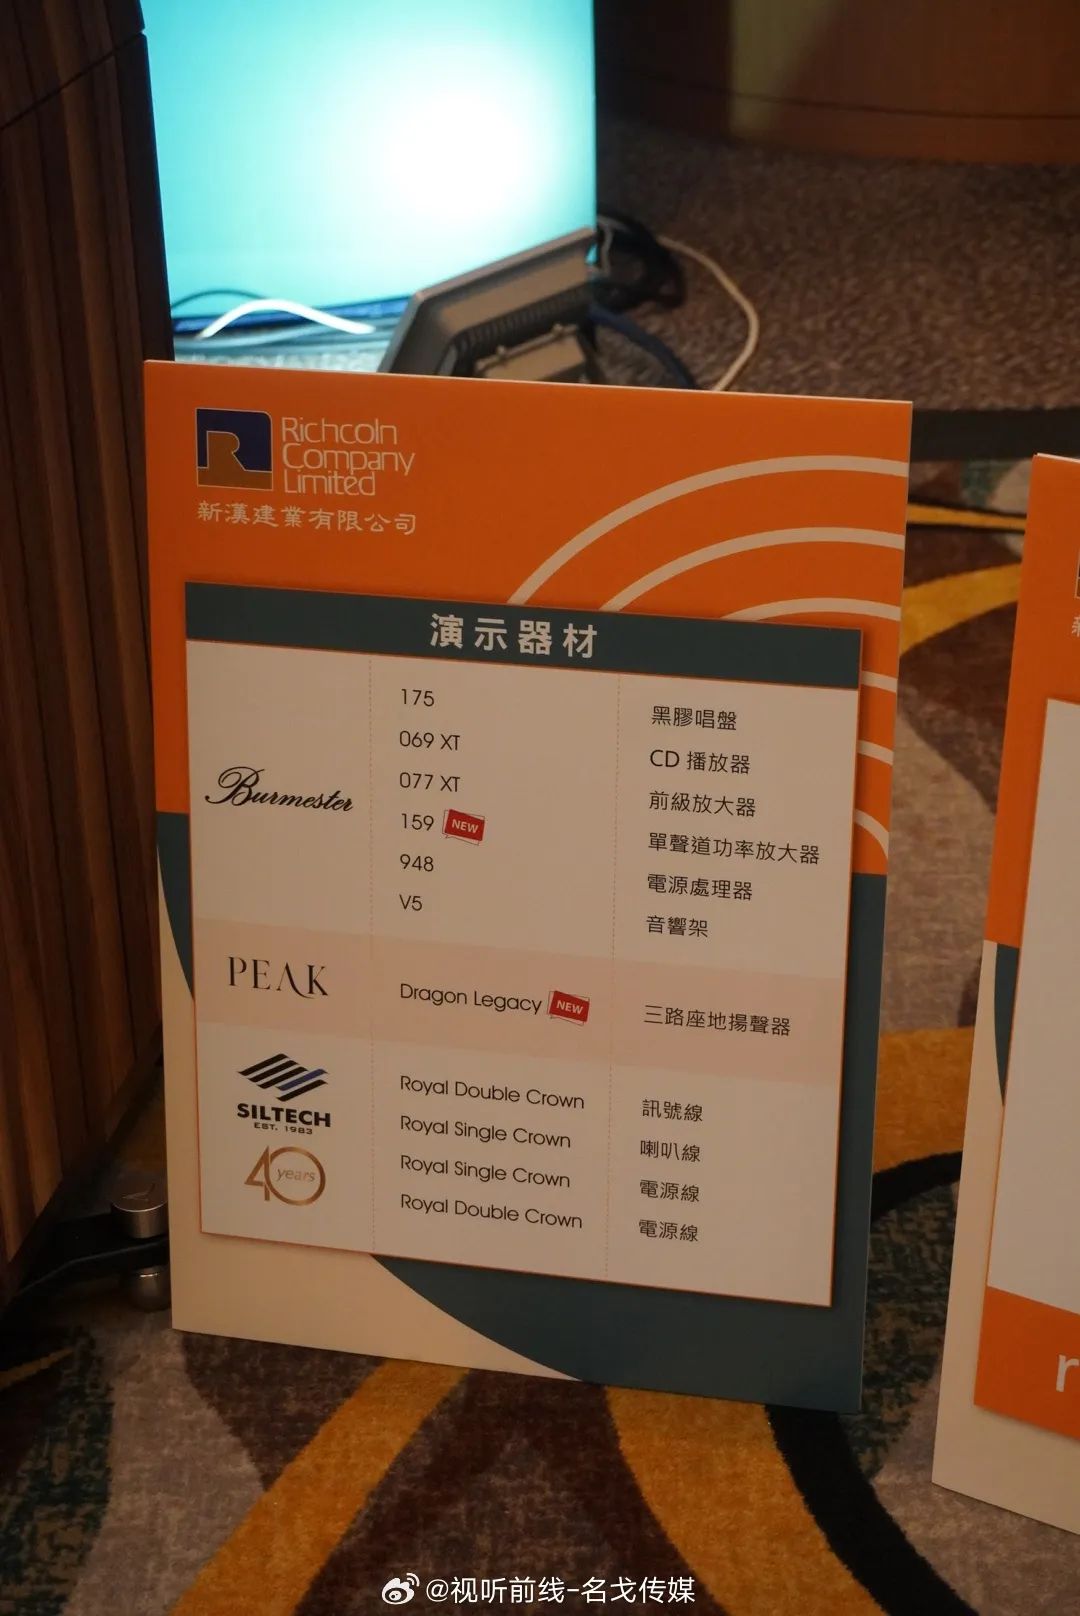 Richcoln
Company
Limited
新漢建業有限公司
演示器材
Burmester
175 黑膠唱盤
069 XT CD 播放器
077 XT 前級放大器
159 NEW 單聲道功率放大器
948 電源處理器
V5 音響架
PEAK Dragon Legacy NEW 三路座地揚聲器
SILTECH
EST. 1983
40 years
Royal Double Crown 訊號線
Royal Single Crown 喇叭線
Royal Single Crown 電源線
Royal Double Crown 電源線
@视听前线-名戈传媒